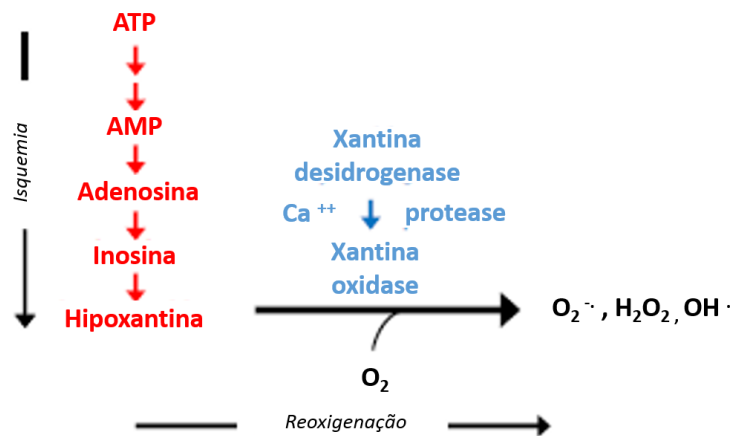 ATP
AMP
Adenosina
Inosina
Hipoxantina
Isquemia
Xantina
desidrogenase
Ca ++ protease
Xantina
oxidase
O₂⁻· , H₂O₂ , OH ·
O₂
Reoxigenação